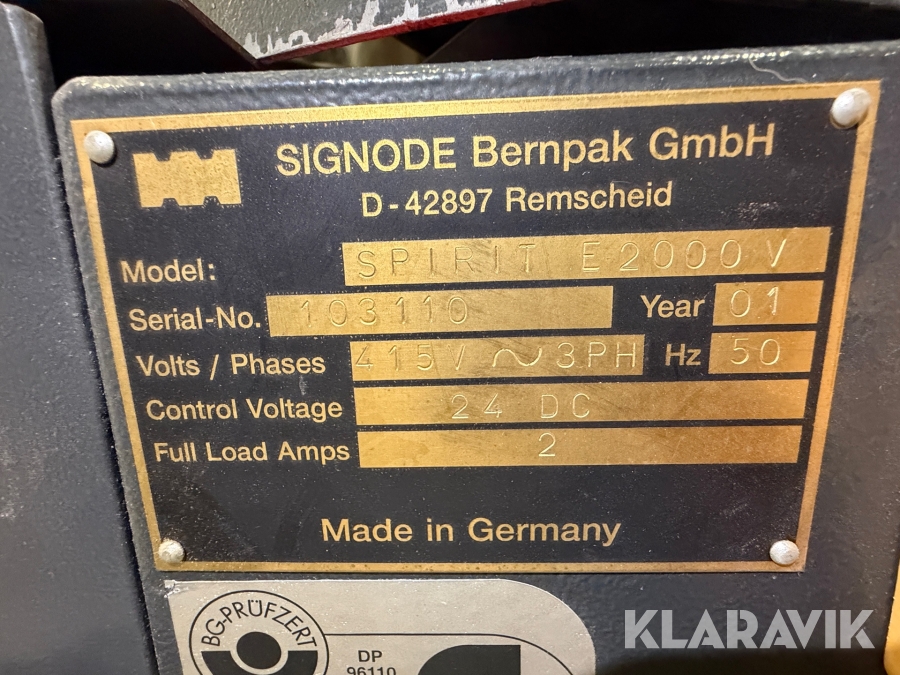 SIGNODE Bernpak GmbH
D-42897 Remscheid
Model: SPIRIT E2000V
Serial-No. 103110 Year 01
Volts / Phases 415V ~ 3PH Hz 50
Control Voltage 24 DC
Full Load Amps 2
Made in Germany
BG-PRÜFZERT
DP
96110
KLARAVIK